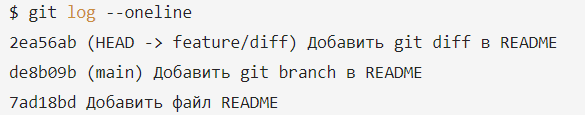 $ git log --oneline
2ea56ab (HEAD -> feature/diff) Добавить git diff в README
de8b09b (main) Добавить git branch в README
7ad18bd Добавить файл README